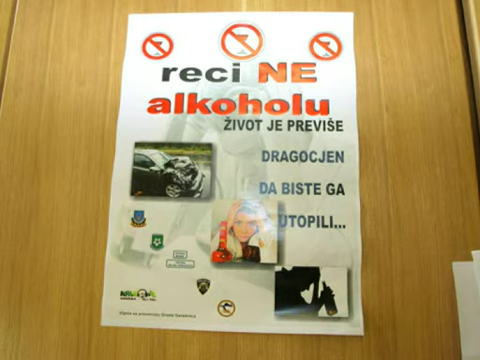 reci NE
alkoholu
ŽIVOT JE PREVIŠE
DRAGOCJEN
DA BISTE GA
UTOPILI...